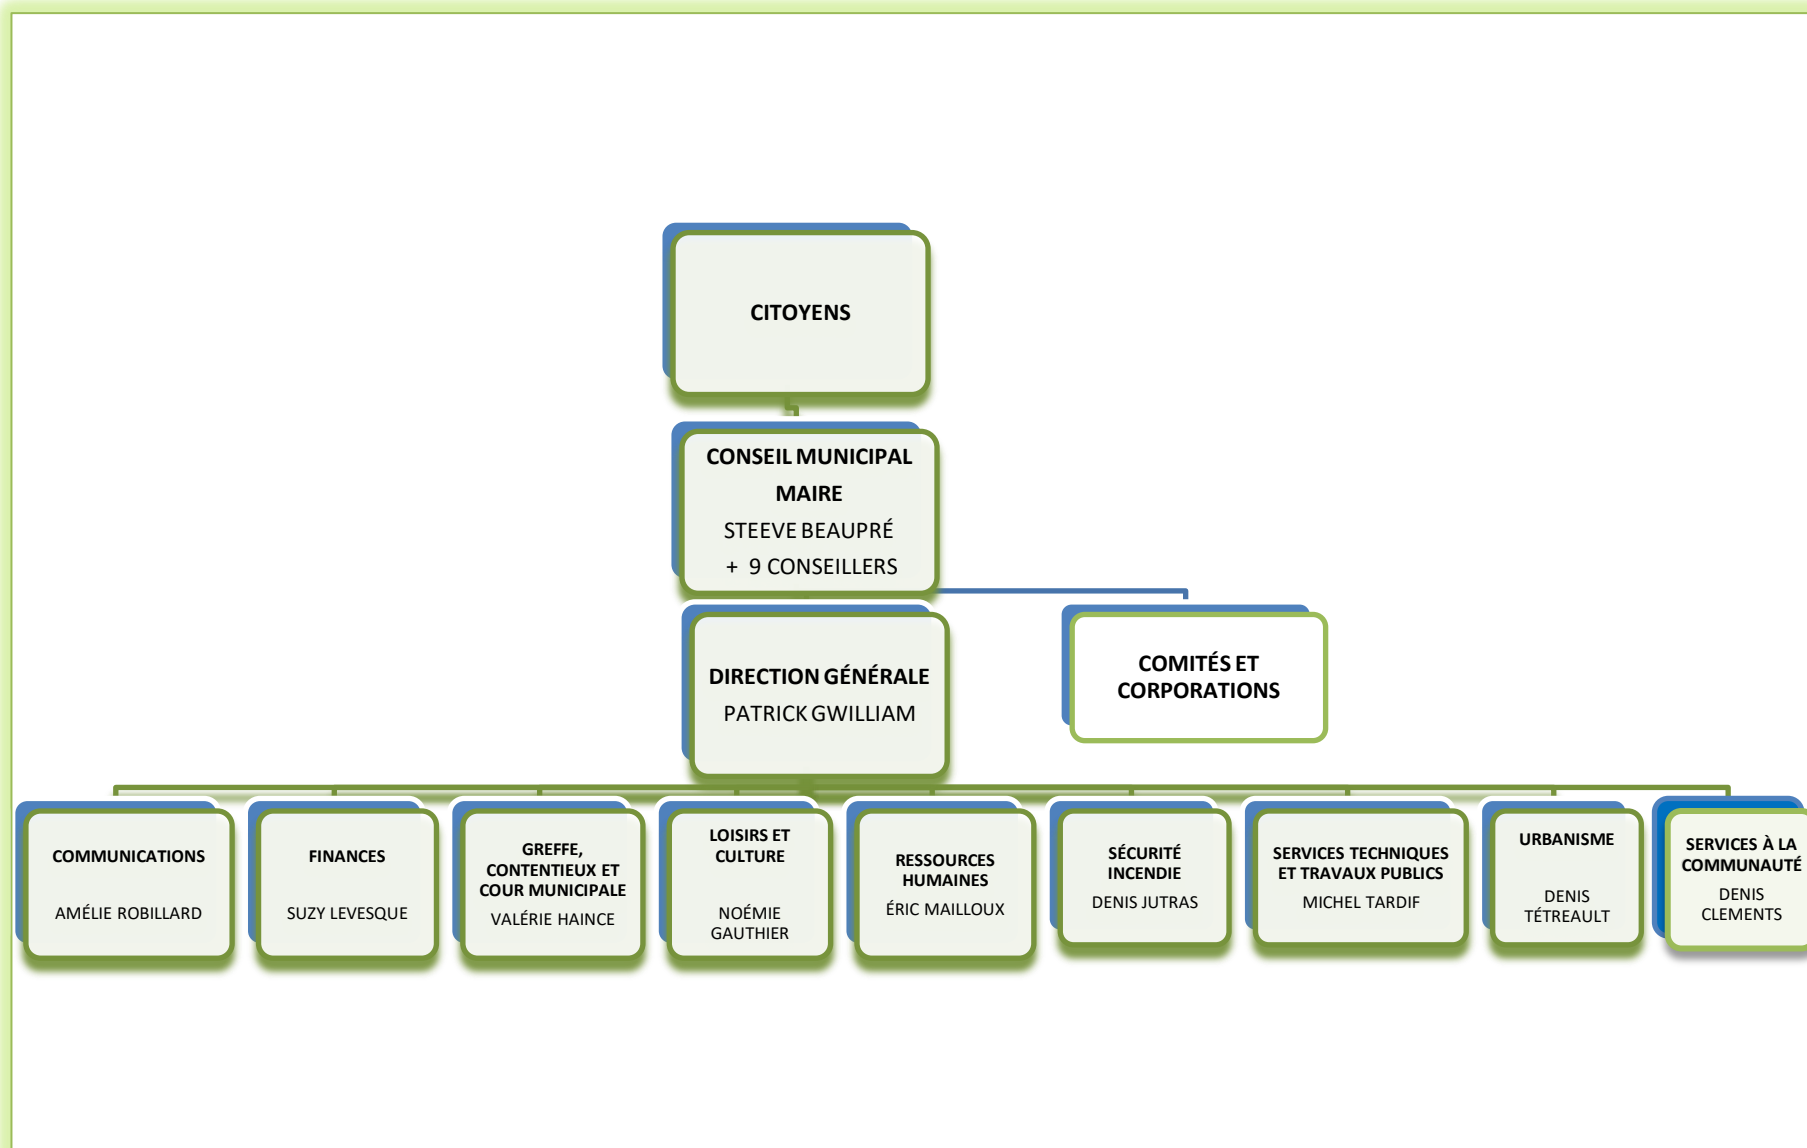 CITOYENS
CONSEIL MUNICIPAL
MAIRE
STEEVE BEAUPRÉ
+ 9 CONSEILLERS
DIRECTION GÉNÉRALE
PATRICK GWILLIAM
COMITÉS ET
CORPORATIONS
COMMUNICATIONS
AMÉLIE ROBILLARD
FINANCES
SUZY LEVESQUE
GREFFE,
CONTENTIEUX ET
COUR MUNICIPALE
VALÉRIE HAINCE
LOISIRS ET
CULTURE
NOÉMIE
GAUTHIER
RESSOURCES
HUMAINES
ÉRIC MAILLOUX
SÉCURITÉ
INCENDIE
DENIS JUTRAS
SERVICES TECHNIQUES
ET TRAVAUX PUBLICS
MICHEL TARDIF
URBANISME
DENIS
TÉTREAULT
SERVICES À LA
COMMUNAUTÉ
DENIS
CLEMENTS